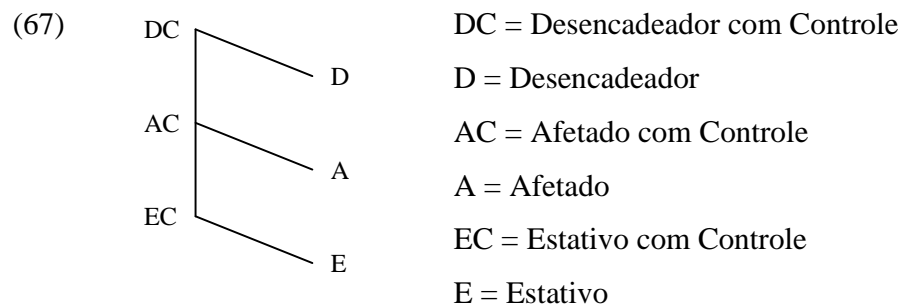 (67) DC DC = Desencadeador com Controle
D D = Desencadeador
AC AC = Afetado com Controle
A A = Afetado
EC EC = Estativo com Controle
E E = Estativo